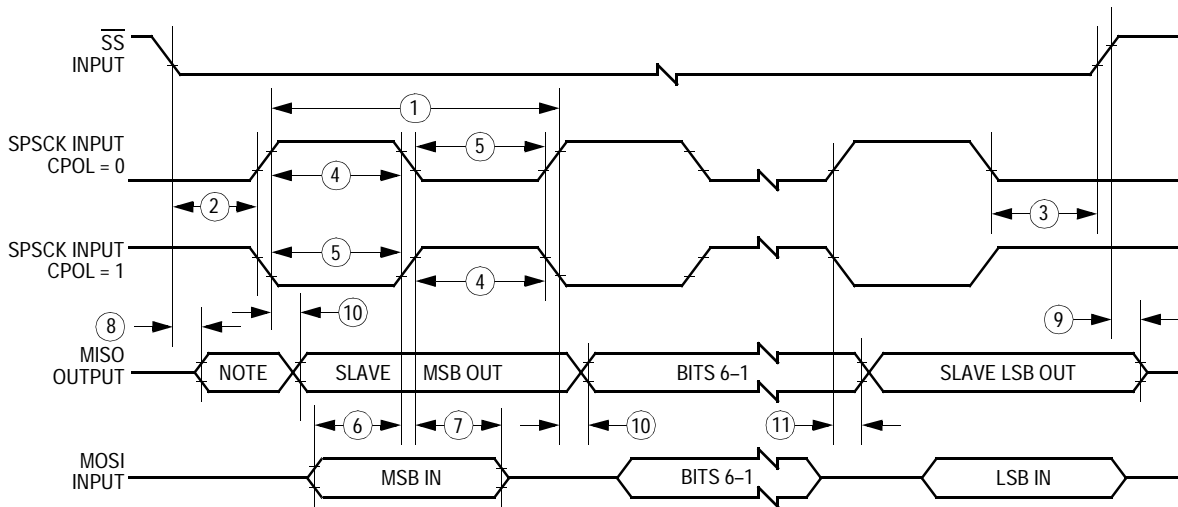 SS
INPUT
1
SPSCK INPUT
CPOL = 0
5
4
2
3
SPSCK INPUT
CPOL = 1
5
4
8
10
9
MISO
OUTPUT
NOTE
SLAVE
MSB OUT
BITS 6–1
SLAVE LSB OUT
6
7
10
11
MOSI
INPUT
MSB IN
BITS 6–1
LSB IN